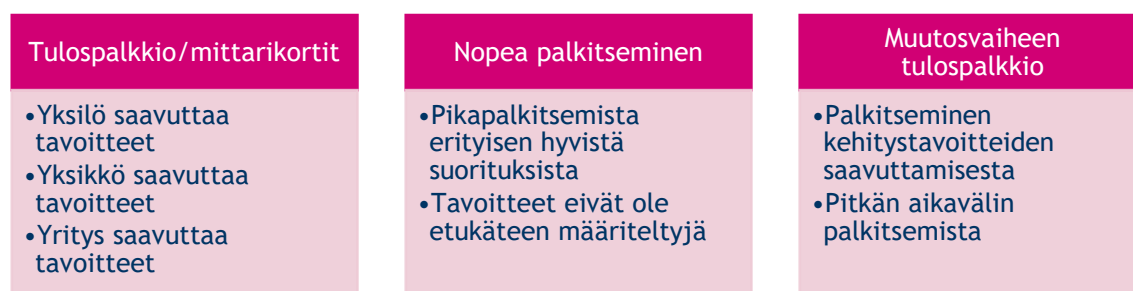 Tulospalkkio/mittarikortit
•Yksilö saavuttaa
tavoitteet
•Yksikkö saavuttaa
tavoitteet
•Yritys saavuttaa
tavoitteet
Nopea palkitseminen
•Pikapalkitsemista
erityisen hyvistä
suorituksista
•Tavoitteet eivät ole
etukäteen määriteltyjä
Muutosvaiheen
tulospalkkio
•Palkitseminen
kehitystavoitteiden
saavuttamisesta
•Pitkän aikavälin
palkitsemista